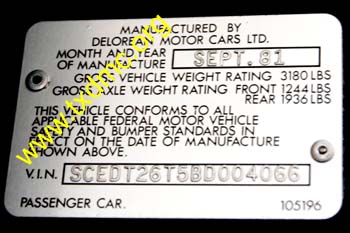 MANUFACTURED BY
DELOREAN MOTOR CARS LTD.
MONTH AND YEAR
OF MANUFACTURE SEPT. 81
GROSS VEHICLE WEIGHT RATING 3180 LBS
GROSS AXLE WEIGHT RATING FRONT 1244 LBS
REAR 1936 LBS
THIS VEHICLE CONFORMS TO ALL
APPLICABLE FEDERAL MOTOR VEHICLE
SAFETY AND BUMPER STANDARDS IN
EFFECT ON THE DATE OF MANUFACTURE
SHOWN ABOVE.
V.I.N. SCEDT26T5BD004066
PASSENGER CAR. 105196